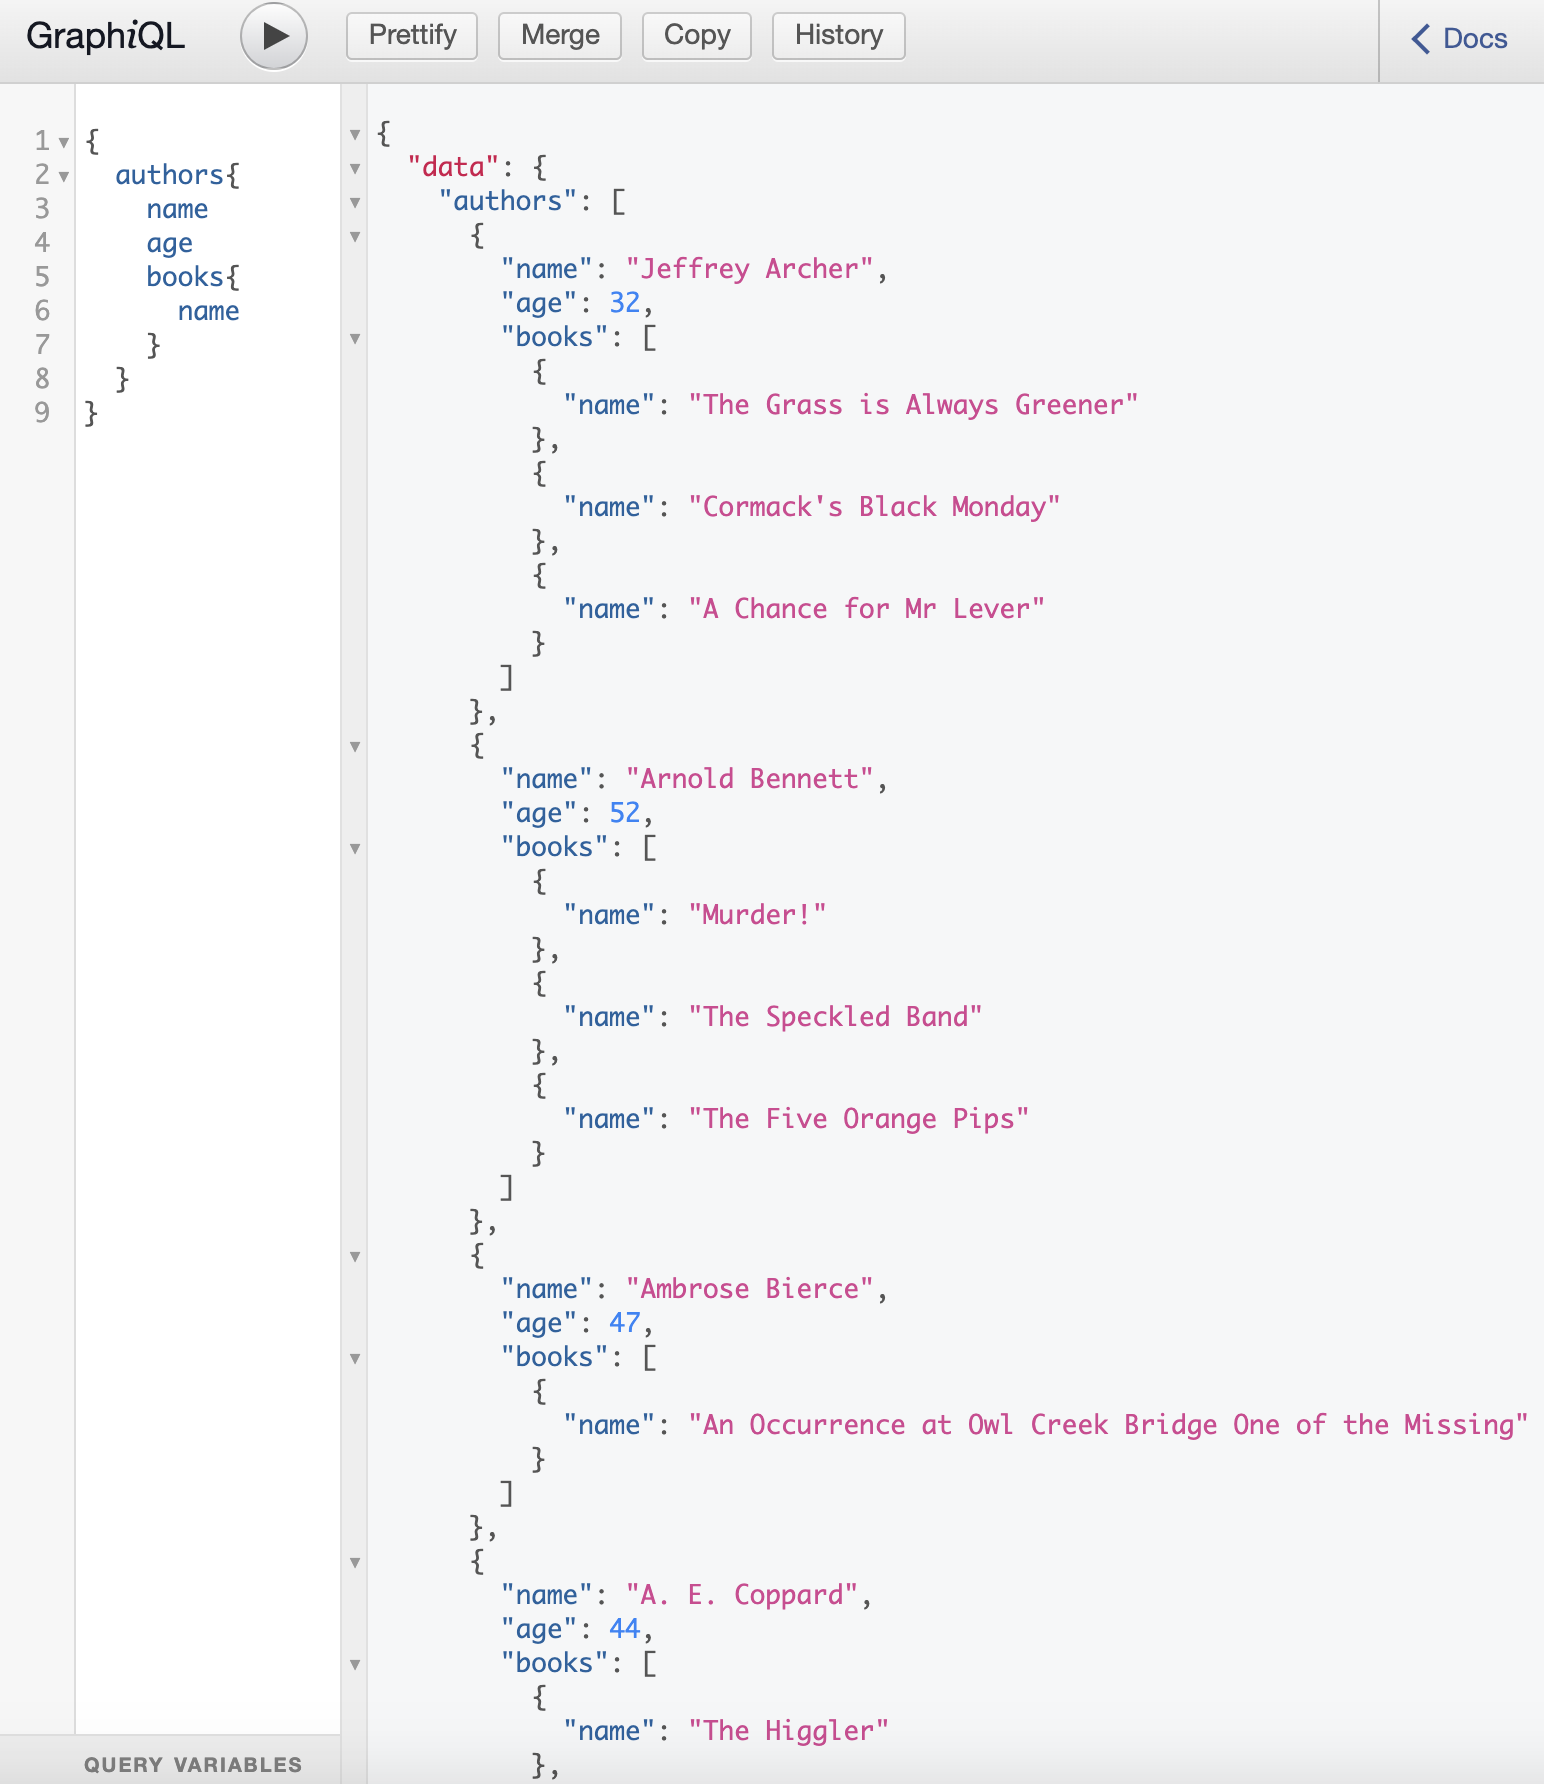 GraphiQL
Prettify
Merge
Copy
History
Docs
1
2
3
4
5
6
7
8
9
{
  authors{
    name
    age
    books{
      name
    }
  }
}
QUERY VARIABLES
{
  "data": {
    "authors": [
      {
        "name": "Jeffrey Archer",
        "age": 32,
        "books": [
          {
            "name": "The Grass is Always Greener"
          },
          {
            "name": "Cormack's Black Monday"
          },
          {
            "name": "A Chance for Mr Lever"
          }
        ]
      },
      {
        "name": "Arnold Bennett",
        "age": 52,
        "books": [
          {
            "name": "Murder!"
          },
          {
            "name": "The Speckled Band"
          },
          {
            "name": "The Five Orange Pips"
          }
        ]
      },
      {
        "name": "Ambrose Bierce",
        "age": 47,
        "books": [
          {
            "name": "An Occurrence at Owl Creek Bridge One of the Missing"
          }
        ]
      },
      {
        "name": "A. E. Coppard",
        "age": 44,
        "books": [
          {
            "name": "The Higgler"
          },